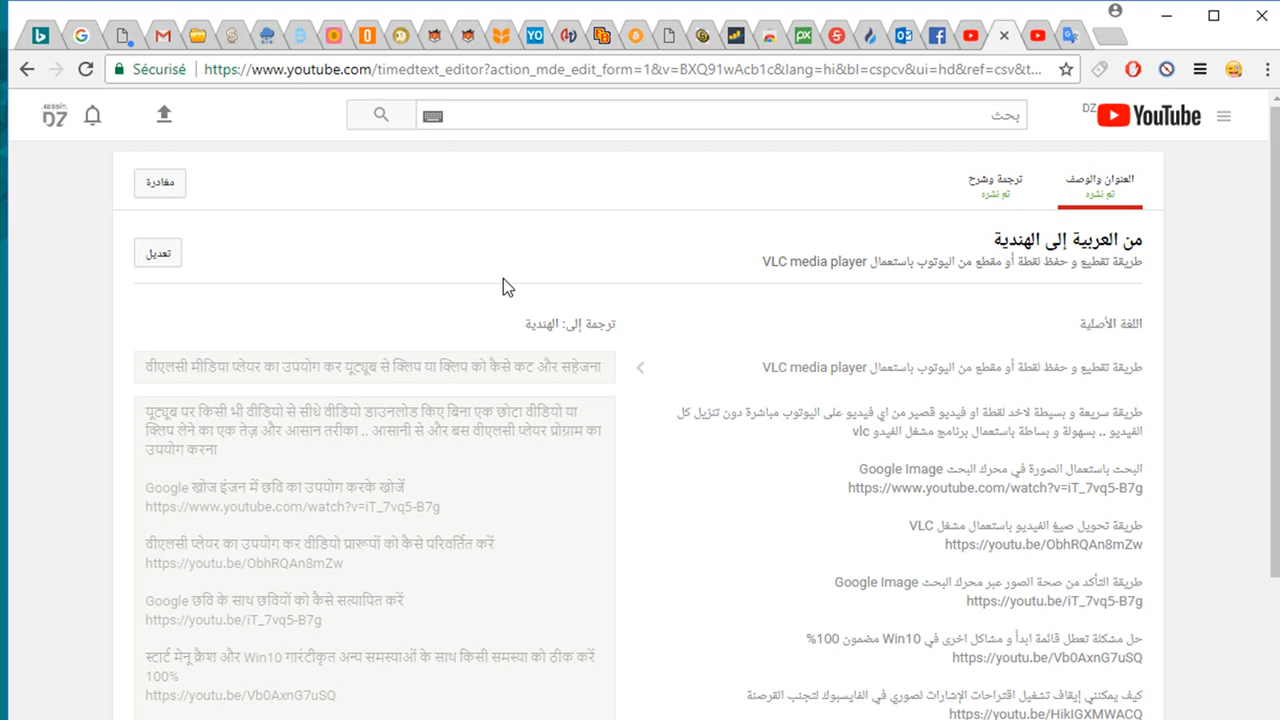 Sécurisé
https://www.youtube.com/timedtext_editor?action_mde_edit_form=1&v=BXQ91wAcb1c&lang=hi&bl=cspcv&ui=hd&ref=csv&t...
DZ
YouTube
DZ
بحث
العنوان والوصف
تم نشره
ترجمة وشرح
تم نشره
مغادرة
من العربية إلى الهندية
طريقة تقطيع و حفظ لقطة أو مقطع من اليوتوب باستعمال VLC media player
تعديل
اللغة الأصلية
ترجمة إلى: الهندية
طريقة تقطيع و حفظ لقطة أو مقطع من اليوتوب باستعمال VLC media player
वीएलसी मीडिया प्लेयर का उपयोग कर यूट्यूब से क्लिप या क्लिप को कैसे कट और सहेजना
طريقة سريعة و بسيطة لاخد لقطة او فيديو قصير من اي فيديو على اليوتوب مباشرة دون تنزيل كل
الفيديو .. بسهولة و بساطة باستعمال برنامج مشغل الفيدو vlc
البحث باستعمال الصورة في محرك البحث Google Image
https://www.youtube.com/watch?v=iT_7vq5-B7g
طريقة تحويل صيغ الفيديو باستعمال مشغل VLC
https://youtu.be/ObhRQAn8mZw
طريقة التأكد من صحة الصور عبر محرك البحث Google Image
https://youtu.be/iT_7vq5-B7g
حل مشكلة تعطل قائمة ابدأ و مشاكل اخرى في Win10 مضمون 100%
https://youtu.be/Vb0AxnG7uSQ
كيف يمكنني إيقاف تشغيل اقتراحات الإشارات لصوري في الفايسبوك لتجنب القرصنة
https://youtu.be/HikIGXMWACQ
यूट्यूब पर किसी भी वीडियो से सीधे वीडियो डाउनलोड किए बिना एक छोटा वीडियो या
क्लिप लेने का एक तेज़ और आसान तरीका .. आसानी से और बस वीएलसी प्लेयर प्रोग्राम का
उपयोग करना
Google खोज इंजन में छवि का उपयोग करके खोजें
https://www.youtube.com/watch?v=iT_7vq5-B7g
वीएलसी प्लेयर का उपयोग कर वीडियो प्रारूपों को कैसे परिवर्तित करें
https://youtu.be/ObhRQAn8mZw
Google छवि के साथ छवियों को कैसे सत्यापित करें
https://youtu.be/iT_7vq5-B7g
स्टार्ट मेनू क्रैश और Win10 गारंटीकृत अन्य समस्याओं के साथ किसी समस्या को ठीक करें
100%
https://youtu.be/Vb0AxnG7uSQ